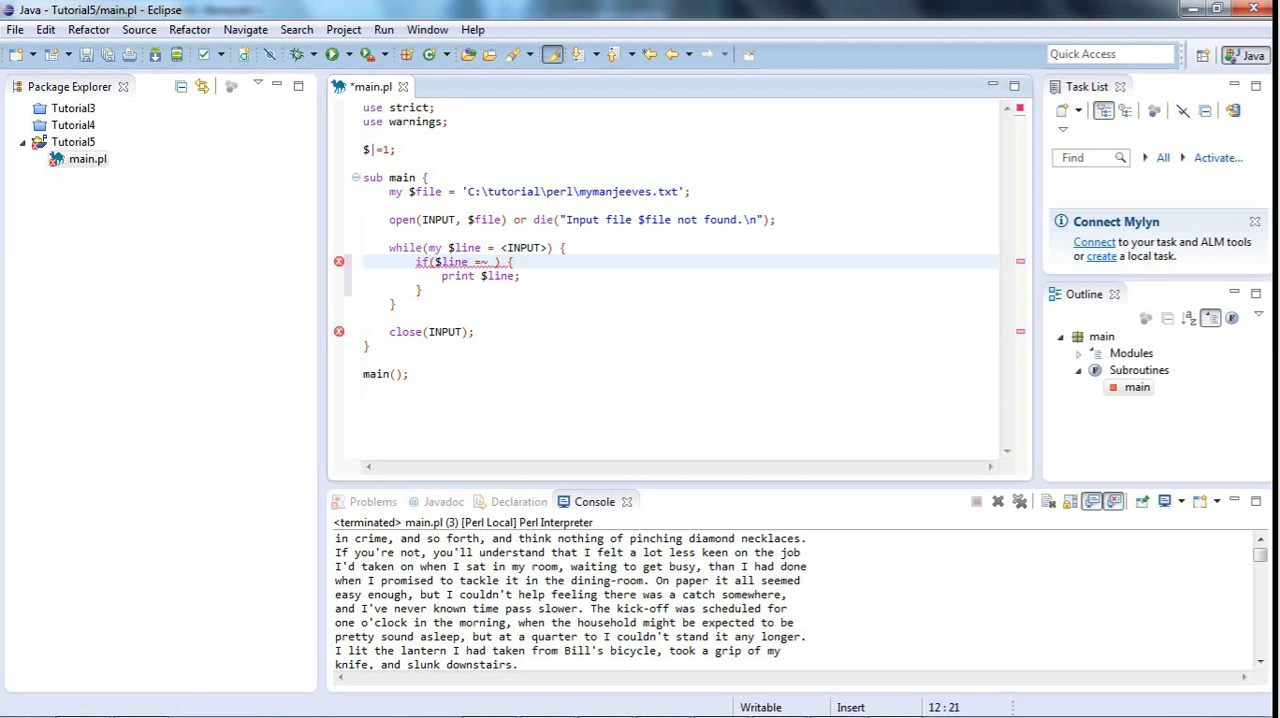 Java - Tutorial5/main.pl - Eclipse
File Edit Refactor Source Refactor Navigate Search Project Run Window Help
Quick Access
Java
Package Explorer
Tutorial3
Tutorial4
Tutorial5
main.pl
*main.pl
use strict;
use warnings;
$|=1;
sub main {
my $file = 'C:\tutorial\perl\mymanjeeves.txt';
open(INPUT, $file) or die("Input file $file not found.\n");
while(my $line = <INPUT>) {
if($line =~ ) {
print $line;
}
}
close(INPUT);
}
main();
Task List
Find
All
Activate...
Connect Mylyn
Connect to your task and ALM tools
or create a local task.
Outline
main
Modules
Subroutines
main
Problems
@ Javadoc
Declaration
Console
<terminated> main.pl (3) [Perl Local] Perl Interpreter
in crime, and so forth, and think nothing of pinching diamond necklaces.
If you're not, you'll understand that I felt a lot less keen on the job
I'd taken on when I sat in my room, waiting to get busy, than I had done
when I promised to tackle it in the dining-room. On paper it all seemed
easy enough, but I couldn't help feeling there was a catch somewhere,
and I've never known time pass slower. The kick-off was scheduled for
one o'clock in the morning, when the household might be expected to be
pretty sound asleep, but at a quarter to I couldn't stand it any longer.
I lit the lantern I had taken from Bill's bicycle, took a grip of my
knife, and slunk downstairs.
Writable
Insert
12 : 21